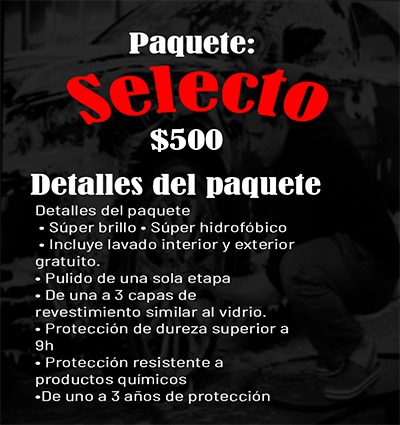 Paquete:
Selecto
$500
Detalles del paquete
Detalles del paquete
• Súper brillo • Súper hidrofóbico
• Incluye lavado interior y exterior
gratuito.
• Pulido de una sola etapa
• De una a 3 capas de
revestimiento similar al vidrio.
• Protección de dureza superior a
9h
• Protección resistente a
productos químicos
•De uno a 3 años de protección